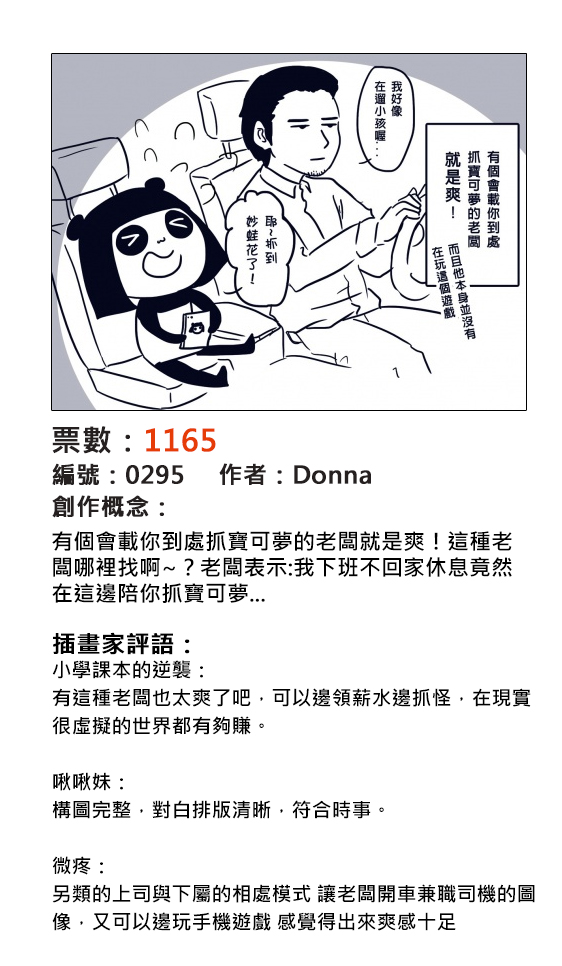 有個會載你到處
抓寶可夢的老闆
就是爽！
而且他本身並沒有
在玩這個遊戲
我好像
在遛小孩喔...
耶~抓到
妙蛙花了！
票數：1165
編號：0295 作者：Donna
創作概念：
有個會載你到處抓寶可夢的老闆就是爽！這種老
闆哪裡找啊~？老闆表示:我下班不回家休息竟然
在這邊陪你抓寶可夢...
插畫家評語：
小學課本的逆襲：
有這種老闆也太爽了吧，可以邊領薪水邊抓怪，在現實
很虛擬的世界都有夠賺。
啾啾妹：
構圖完整，對白排版清晰，符合時事。
微疼：
另類的上司與下屬的相處模式 讓老闆開車兼職司機的圖
像，又可以邊玩手機遊戲 感覺得出來爽感十足